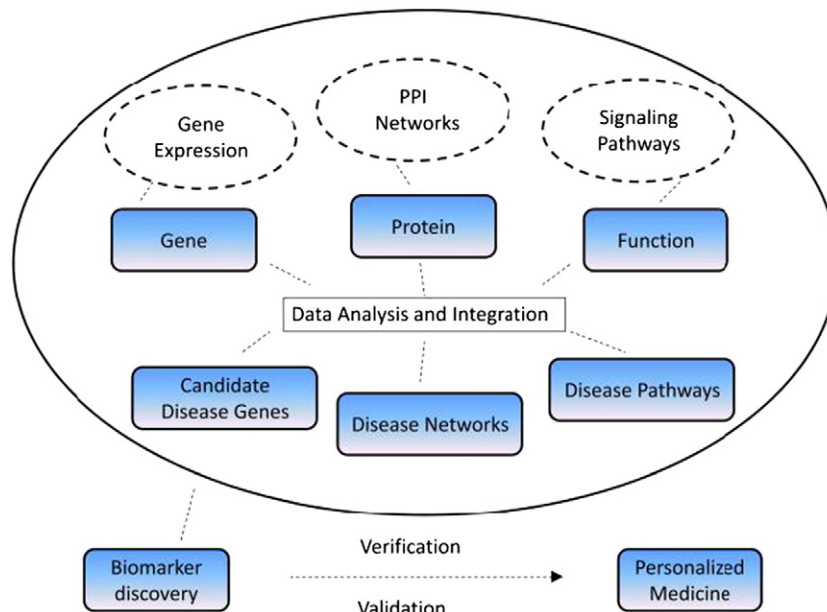 PPI
Networks
Gene
Expression
Signaling
Pathways
Gene
Protein
Function
Data Analysis and Integration
Candidate
Disease Genes
Disease Networks
Disease Pathways
Biomarker
discovery
Verification
Validation
Personalized
Medicine